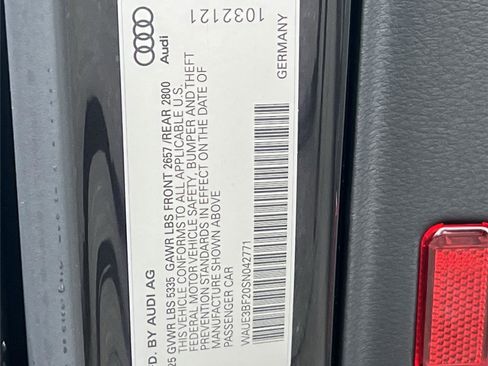 Audi
1032121
D. BY AUDI AG
25 GVWR LBS 5335 GAWR LBS FRONT 2657 /REAR 2800
THIS VEHICLE CONFORMS TO ALL APPLICABLE U.S.
FEDERAL MOTOR VEHICLE SAFETY, BUMPER AND THEFT
PREVENTION STANDARDS IN EFFECT ON THE DATE OF
MANUFACTURE SHOWN ABOVE
PASSENGER CAR
WAUE3BF20SN042771
GERMANY